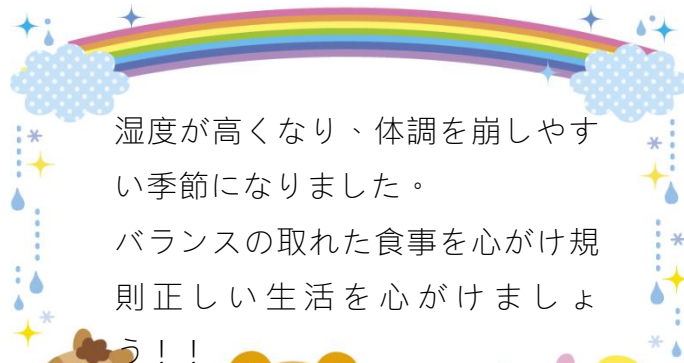 湿度が高くなり、体調を崩しやす
い季節になりました。
バランスの取れた食事を心がけ規
則正しい生活を心がけましょ
う！！